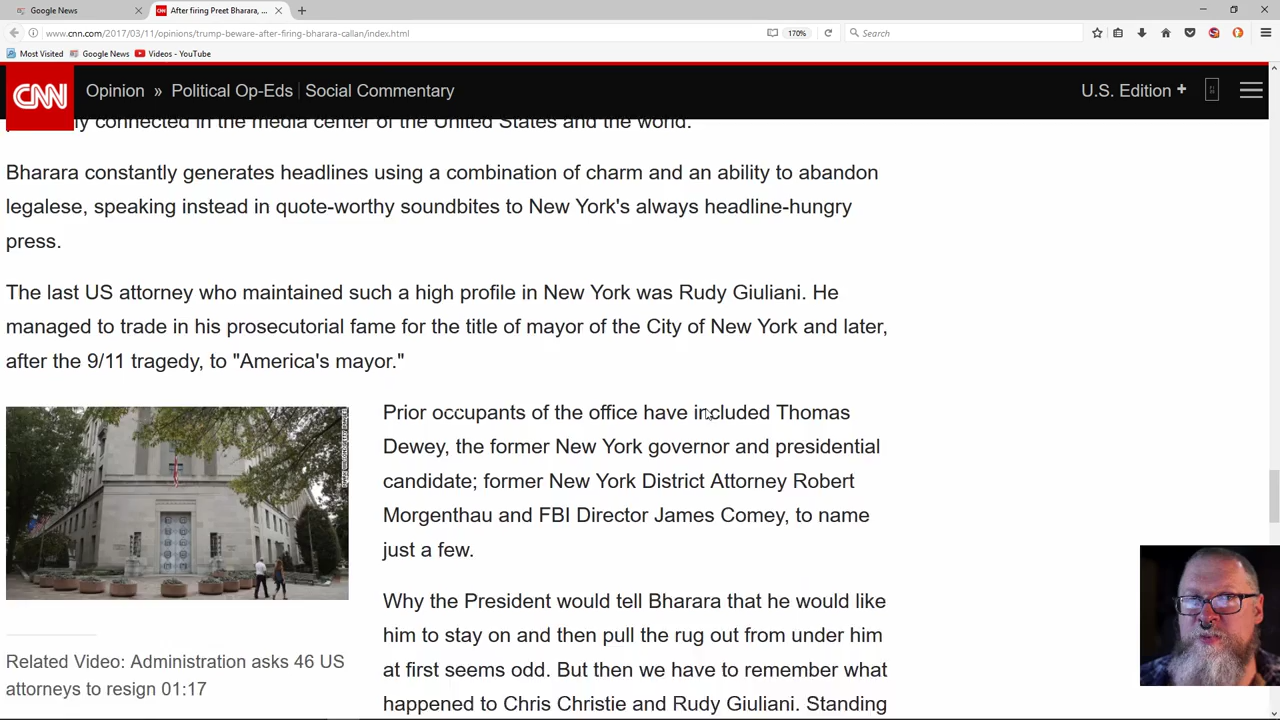 Google News
After firing Preet Bharara, ...
www.cnn.com/2017/03/11/opinions/trump-beware-after-firing-bharara-callan/index.html
170%
Search
Most Visited
Google News
Videos - YouTube
CNN
Opinion » Political Op-Eds | Social Commentary
U.S. Edition +
connected in the media center of the United States and the world.
Bharara constantly generates headlines using a combination of charm and an ability to abandon
legalese, speaking instead in quote-worthy soundbites to New York's always headline-hungry
press.
The last US attorney who maintained such a high profile in New York was Rudy Giuliani. He
managed to trade in his prosecutorial fame for the title of mayor of the City of New York and later,
after the 9/11 tragedy, to "America's mayor."
Prior occupants of the office have included Thomas
Dewey, the former New York governor and presidential
candidate; former New York District Attorney Robert
Morgenthau and FBI Director James Comey, to name
just a few.
Why the President would tell Bharara that he would like
him to stay on and then pull the rug out from under him
at first seems odd. But then we have to remember what
happened to Chris Christie and Rudy Giuliani. Standing
Related Video: Administration asks 46 US
attorneys to resign 01:17